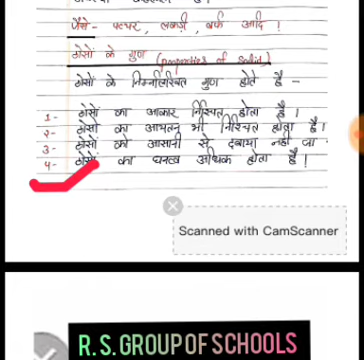 जैसे - पत्थर, लकड़ी, बर्फ आदि।
ठोसों के गुण (properties of solid)
ठोसों के निम्नलिखित गुण होते है -
1- ठोसों का आकार निश्चित होता है।
२- ठोसों का आयतन भी निश्चित होता है।
3- ठोसों को आसानी से दबाया नहीं जा
4- ठोसों का घनत्व अधिक होता है।
Scanned with CamScanner
R. S. GROUP OF SCHOOLS